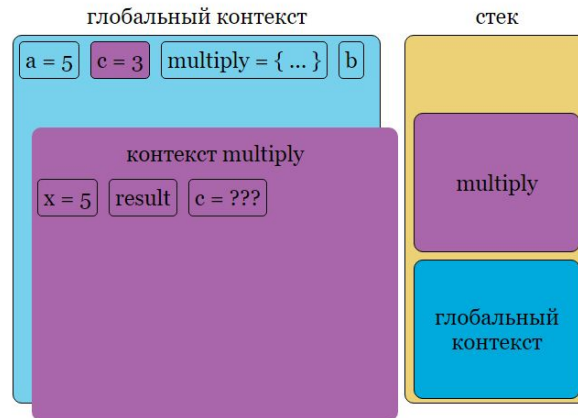 глобальный контекст
стек
a = 5 c = 3 multiply = { ... } b
контекст multiply
x = 5 result c = ???
multiply
глобальный
контекст